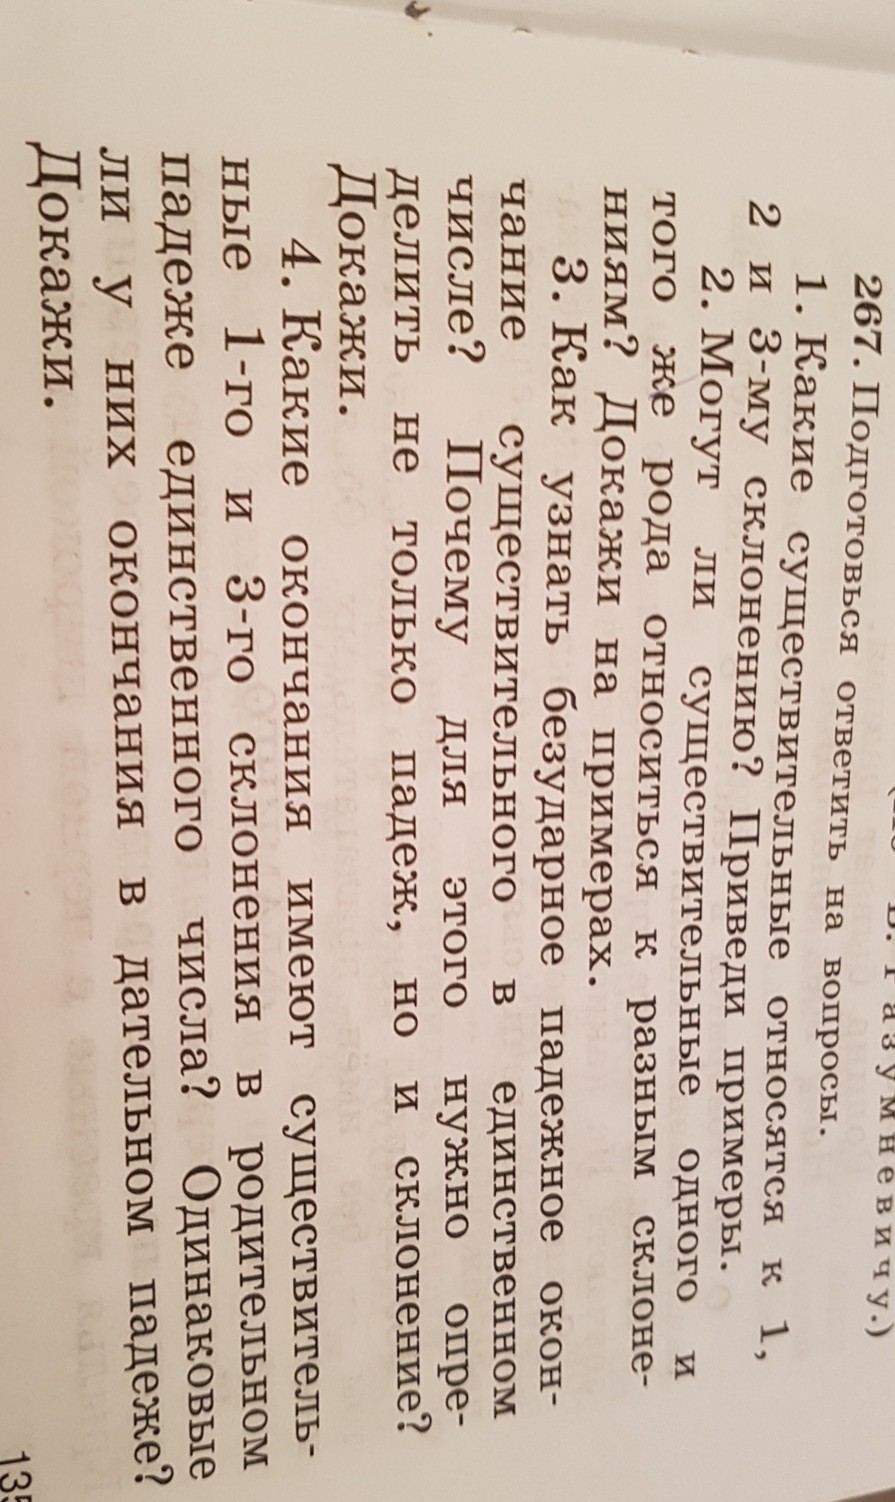 азумневичу.)
267. Подготовься ответить на вопросы.
1. Какие существительные относятся к 1,
2 и 3-му склонению? Приведи примеры.
2. Могут ли существительные одного и
того же рода относиться к разным склоне-
ниям? Докажи на примерах.
3. Как узнать безударное падежное окон-
чание существительного в единственном
числе? Почему для этого нужно опре-
делить не только падеж, но и склонение?
Докажи.
4. Какие окончания имеют существитель-
ные 1-го и 3-го склонения в родительном
падеже единственного числа? Одинаковые
ли у них окончания в дательном падеже?
Докажи.
135